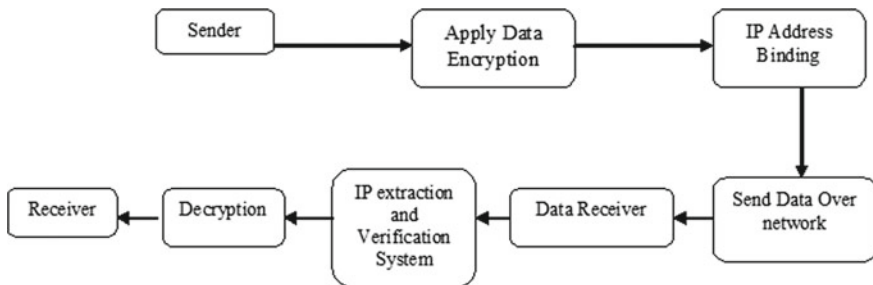 Sender
Apply Data
Encryption
IP Address
Binding
Receiver
Decryption
IP extraction
and
Verification
System
Data Receiver
Send Data Over
network